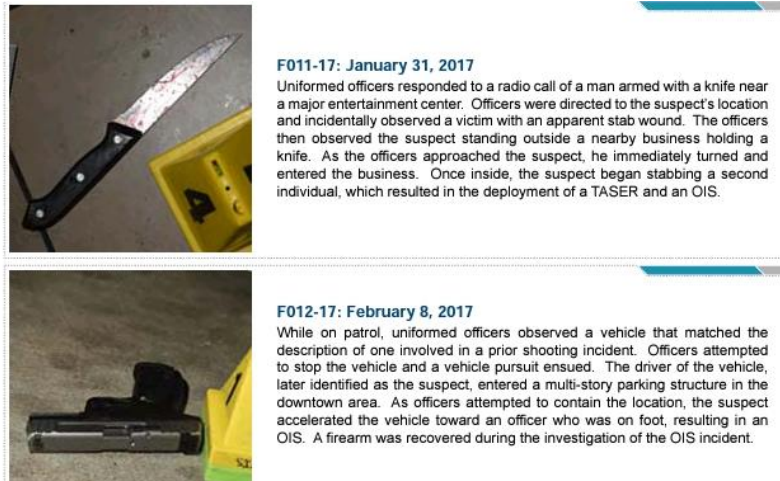 F011-17: January 31, 2017
Uniformed officers responded to a radio call of a man armed with a knife near
a major entertainment center. Officers were directed to the suspect's location
and incidentally observed a victim with an apparent stab wound. The officers
then observed the suspect standing outside a nearby business holding a
knife. As the officers approached the suspect, he immediately turned and
entered the business. Once inside, the suspect began stabbing a second
individual, which resulted in the deployment of a TASER and an OIS.
4
F012-17: February 8, 2017
While on patrol, uniformed officers observed a vehicle that matched the
description of one involved in a prior shooting incident. Officers attempted
to stop the vehicle and a vehicle pursuit ensued. The driver of the vehicle,
later identified as the suspect, entered a multi-story parking structure in the
downtown area. As officers attempted to contain the location, the suspect
accelerated the vehicle toward an officer who was on foot, resulting in an
OIS. A firearm was recovered during the investigation of the OIS incident.